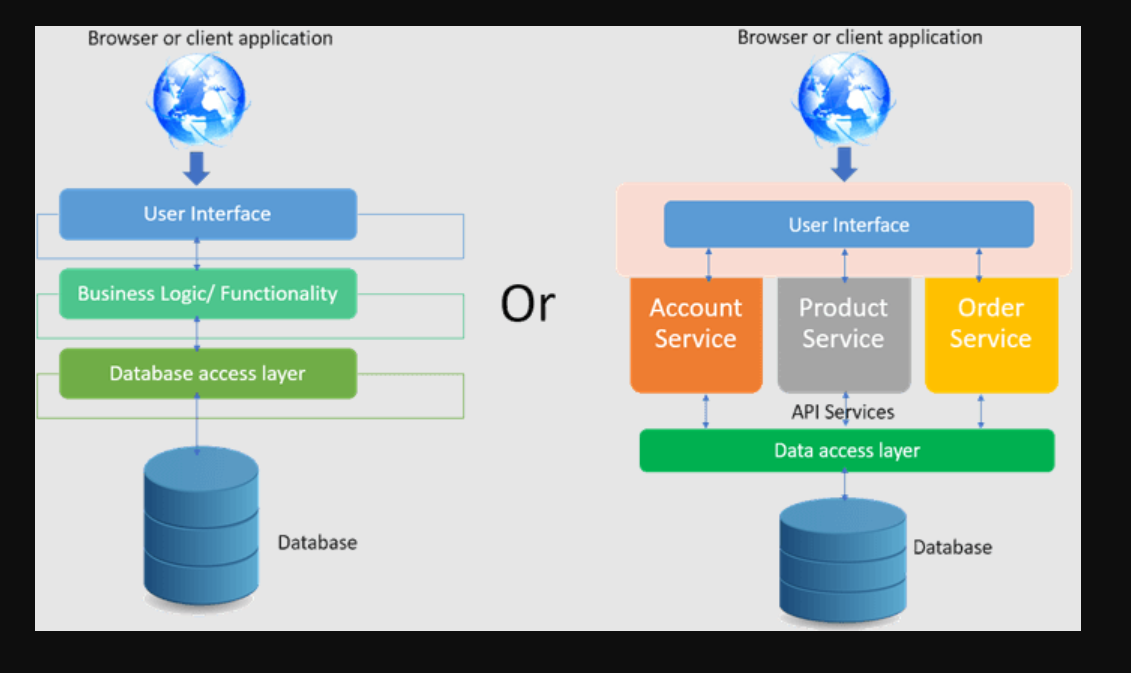 Browser or client application
User Interface
Business Logic/ Functionality
Database access layer
Database
Or
Browser or client application
User Interface
Account
Service
Product
Service
Order
Service
API Services
Data access layer
Database